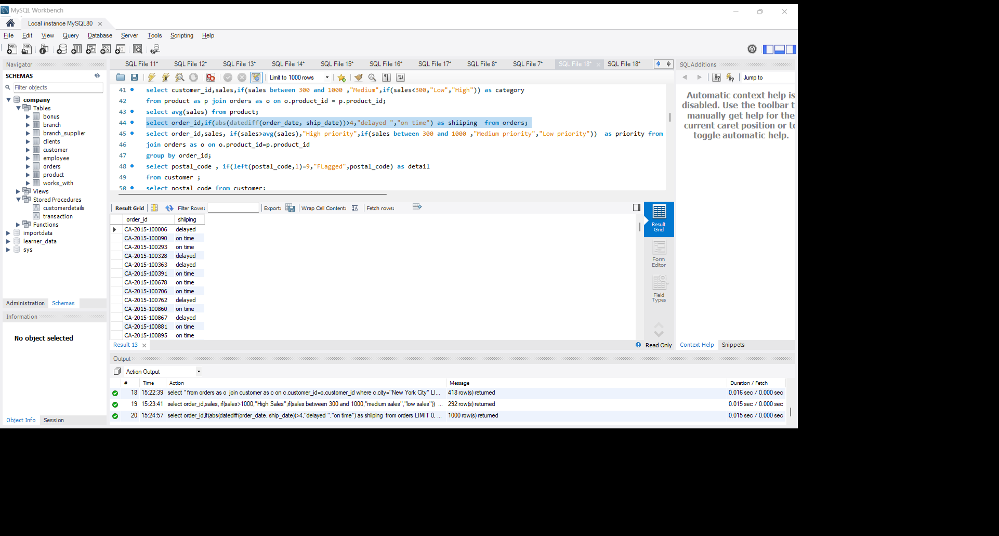 MySQL Workbench
Local instance MySQL80
File Edit View Query Database Server Tools Scripting Help
Navigator
SCHEMAS
Filter objects
company
Tables
bonus
branch
branch_supplier
clients
customer
employee
orders
product
works_with
Views
Stored Procedures
customerdetails
transaction
Functions
importdata
learner_data
sys
Administration Schemas
Information
No object selected
Object Info Session
SQL File 11* SQL File 12* SQL File 13* SQL File 14* SQL File 15* SQL File 16* SQL File 17* SQL File 8* SQL File 7* SQL File 18* SQL File 18*
Limit to 1000 rows
41 select customer_id,sales,if(sales between 300 and 1000 ,"Medium",if(sales<300,"Low","High")) as category
42 from product as p join orders as o on o.product_id = p.product_id;
43 select avg(sales) from product;
44 select order_id,if(abs(datediff(order_date, ship_date))>4,"delayed ","on time") as shiiping  from orders;
45 select order_id,sales, if(sales>avg(sales),"High priority",if(sales between 300 and 1000 ,"Medium priority","Low priority"))  as priority from
46 join orders as o on o.product_id=p.product_id
47 group by order_id;
48 select postal_code , if(left(postal_code,1)=9,"FLagged",postal_code) as detail
49 from customer ;
50 select postal_code from customer;
Result Grid Filter Rows: Export: Wrap Cell Content: Fetch rows:
order_id shiiping
CA-2015-100006 delayed
CA-2015-100090 on time
CA-2015-100293 on time
CA-2015-100328 delayed
CA-2015-100363 delayed
CA-2015-100391 on time
CA-2015-100678 on time
CA-2015-100706 on time
CA-2015-100762 delayed
CA-2015-100860 on time
CA-2015-100867 delayed
CA-2015-100881 on time
CA-2015-100895 on time
Result Grid
Form Editor
Field Types
Result 13
Read Only
SQLAdditions
Jump to
Automatic context help is
disabled. Use the toolbar t
manually get help for the
current caret position or to
toggle automatic help.
Context Help Snippets
Output
Action Output
# Time Action Message Duration / Fetch
18 15:22:39 select * from orders as o  join customer as c on c.customer_id=o.customer_id where c.city="New York City" LI... 418 row(s) returned 0.016 sec / 0.000 sec
19 15:23:41 select order_id,sales, if(sales>1000,"High Sales",if(sales between 300 and 1000,"medium sales","low sales")) ... 292 row(s) returned 0.015 sec / 0.000 sec
20 15:24:57 select order_id,if(abs(datediff(order_date, ship_date))>4,"delayed ","on time") as shiiping  from orders LIMIT 0, ... 1000 row(s) returned 0.015 sec / 0.000 sec